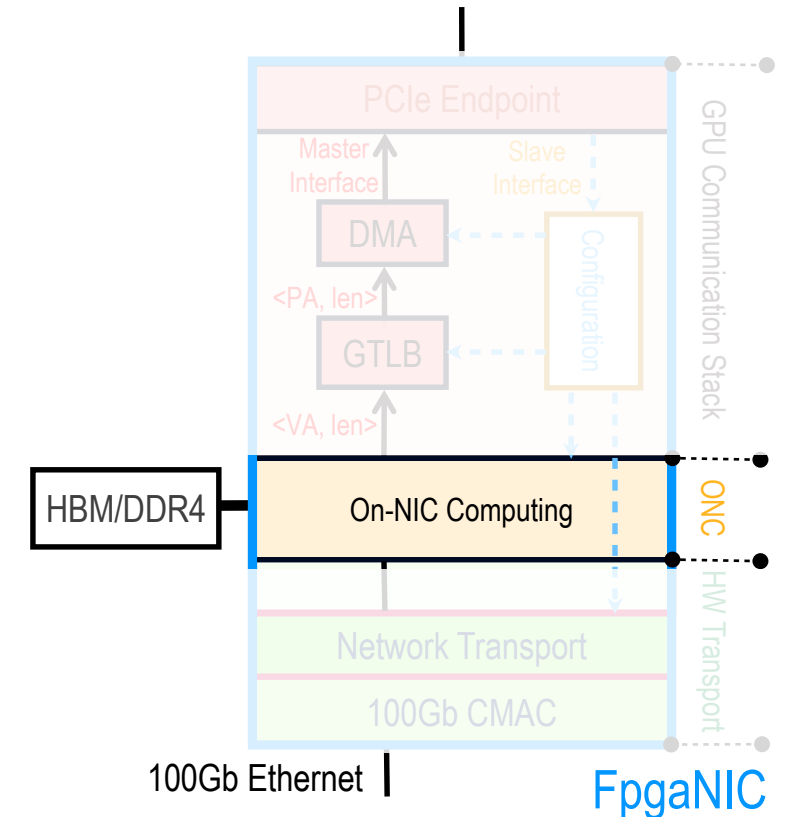 PCIe Endpoint
Master
Interface
Slave
Interface
DMA
Configuration
<PA, len>
GTLB
<VA, len>
GPU Communication Stack
HBM/DDR4
On-NIC Computing
ONC
Network Transport
100Gb CMAC
HW Transport
100Gb Ethernet
FpgaNIC